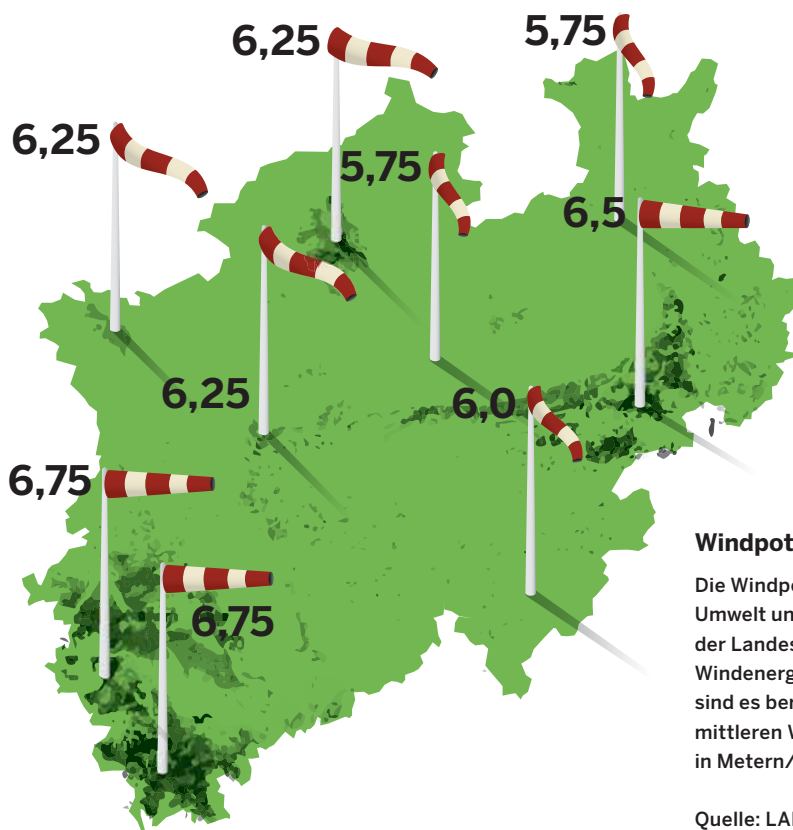 6,25
5,75
6,25
5,75
6,5
6,25
6,0
6,75
6,75
Windpot
Die Windpo
Umwelt un
der Landes
Windenerg
sind es ber
mittleren W
in Metern/
Quelle: LA